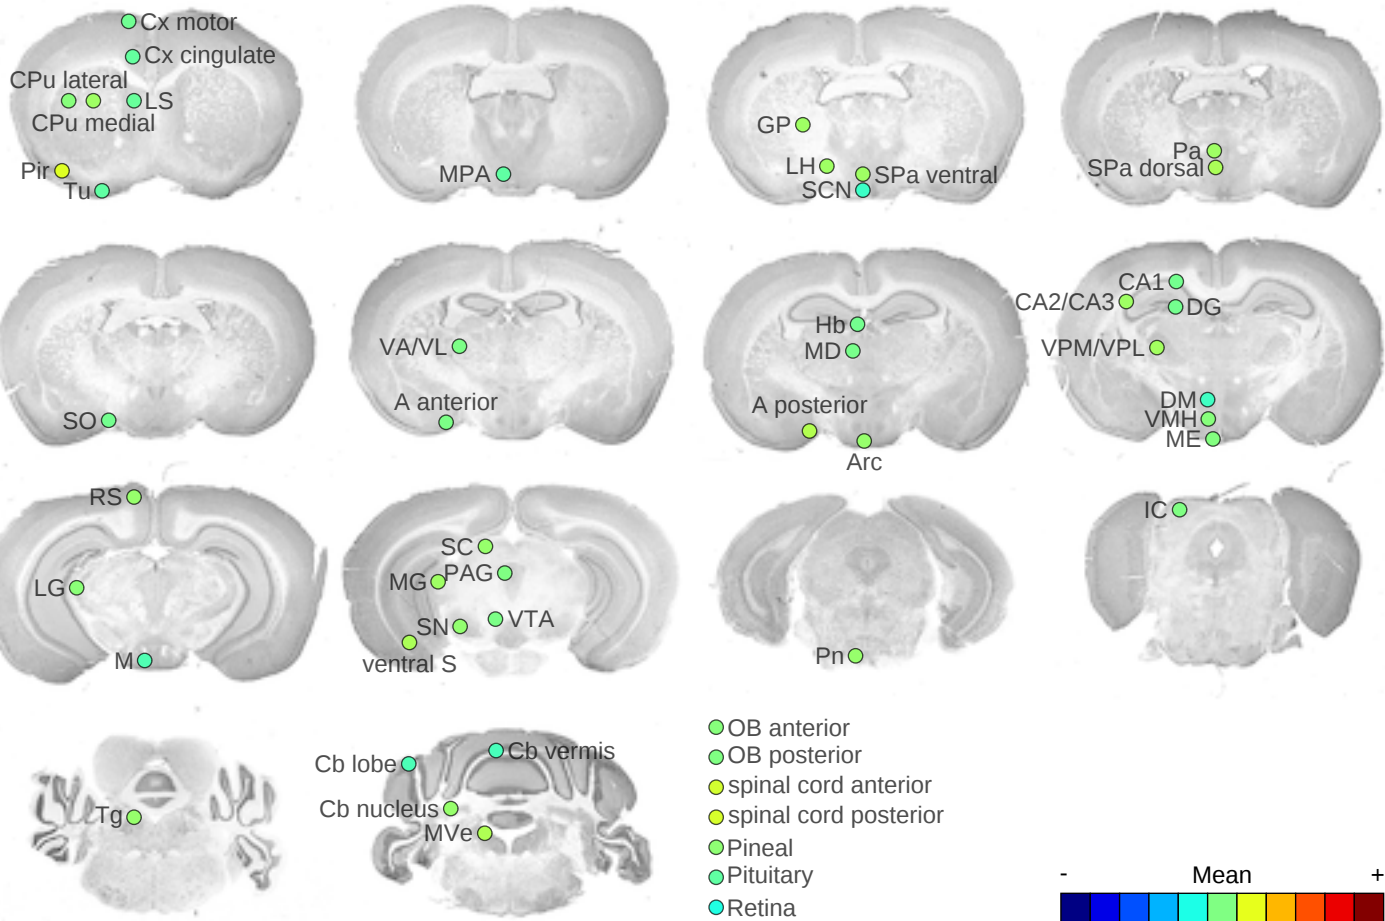 Cx motor
Cx cingulate
CPu lateral
LS
CPu medial
Pir
Tu
MPA
GP
LH
SPa ventral
SCN
Pa
SPa dorsal
SO
VA/VL
A anterior
Hb
MD
A posterior
Arc
CA1
CA2/CA3
DG
VPM/VPL
DM
VMH
ME
RS
LG
M
SC
MG
PAG
SN
VTA
ventral S
Pn
IC
Tg
Cb lobe
Cb vermis
Cb nucleus
MVe
OB anterior
OB posterior
spinal cord anterior
spinal cord posterior
Pineal
Pituitary
Retina
- Mean +